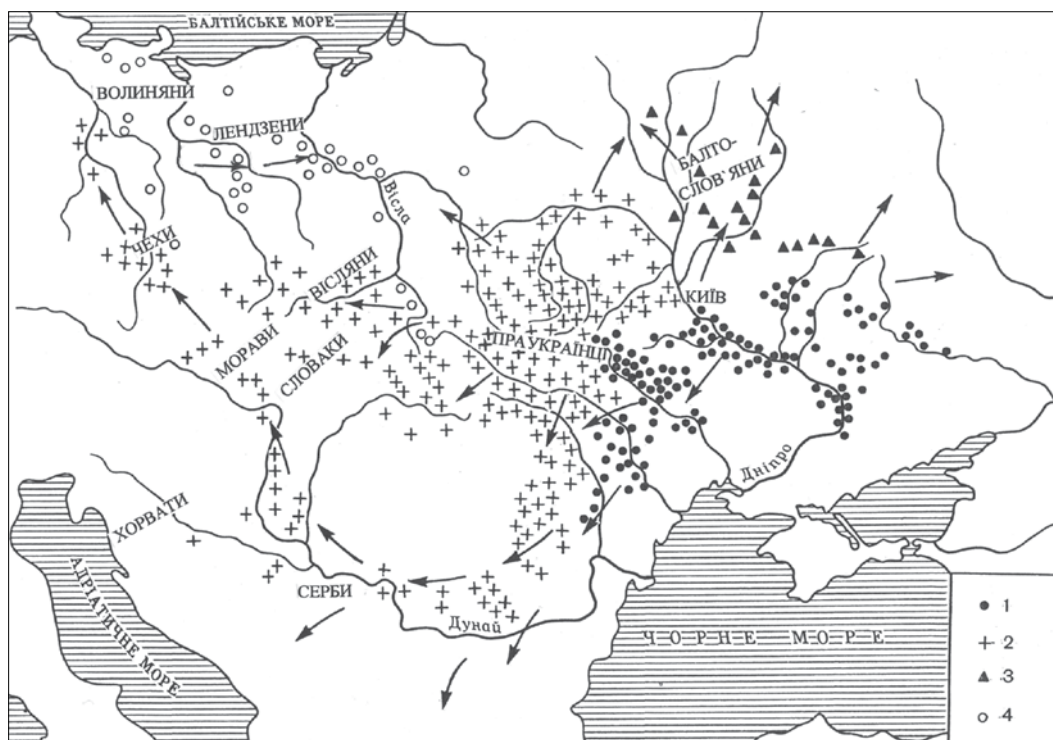 БАЛТІЙСЬКЕ МОРЕ
ВОЛИНЯНИ
ЛЕНДЗЕНИ
Вісла
БАЛТО-
СЛОВ`ЯНИ
ЧЕХИ
ВІСЛЯНИ
КИЇВ
МОРАВИ
СЛОВАКИ
ПРАУКРАЇНЦІ
Дніпро
ХОРВАТИ
АДРІАТИЧНЕ МОРЕ
СЕРБИ
Дунай
ЧОРНЕ МОРЕ
1
2
3
4